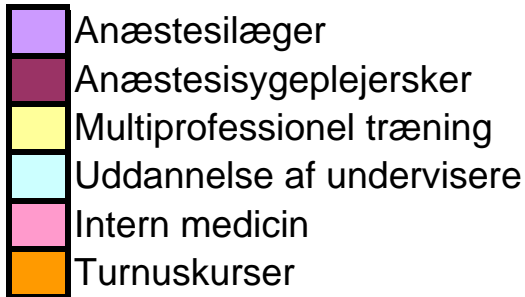 Anæstesilæger
Anæstesisygeplejersker
Multiprofessionel træning
Uddannelse af undervisere
Intern medicin
Turnuskurser